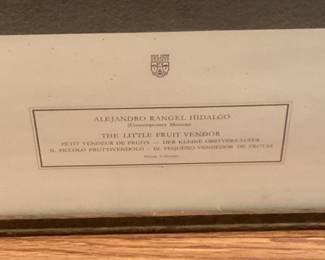 ALEJANDRO RANGEL HIDALGO
(Contemporary Mexican
THE LITTLE FRUIT VENDOR
PETIT VENDEUR DE FRUITS — DER KLEINE OBSTVERKÄUFER
IL PICCOLO FRUTTIVENDOLO — EL PEQUEÑO VENDEDOR DE FRUTAS